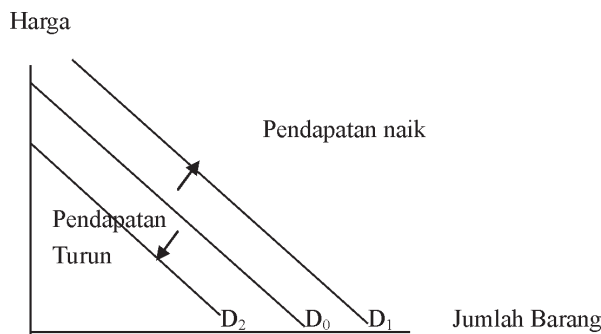 Harga
Pendapatan naik
Pendapatan
Turun
D₂
D₀
D₁
Jumlah Barang